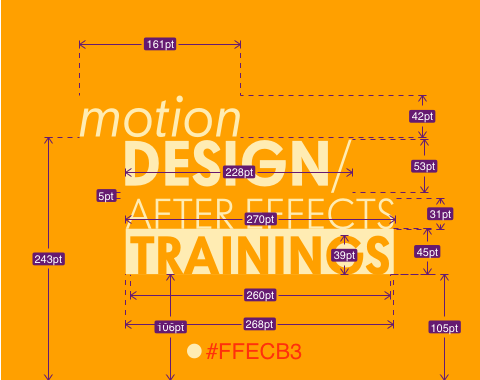 161pt
motion
42pt
DESIGN/
53pt
228pt
5pt
AFTER EFFECTS
31pt
270pt
TRAININGS
45pt
39pt
243pt
260pt
268pt
106pt
105pt
#FFECB3